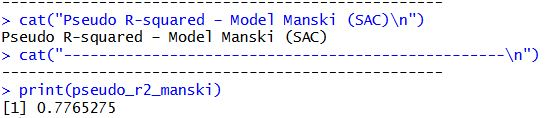 --------------------------------------------------
> cat("Pseudo R-squared – Model Manski (SAC)\n")
Pseudo R-squared – Model Manski (SAC)
> cat("--------------------------------------------------\n")
--------------------------------------------------
> print(pseudo_r2_manski)
[1] 0.7765275